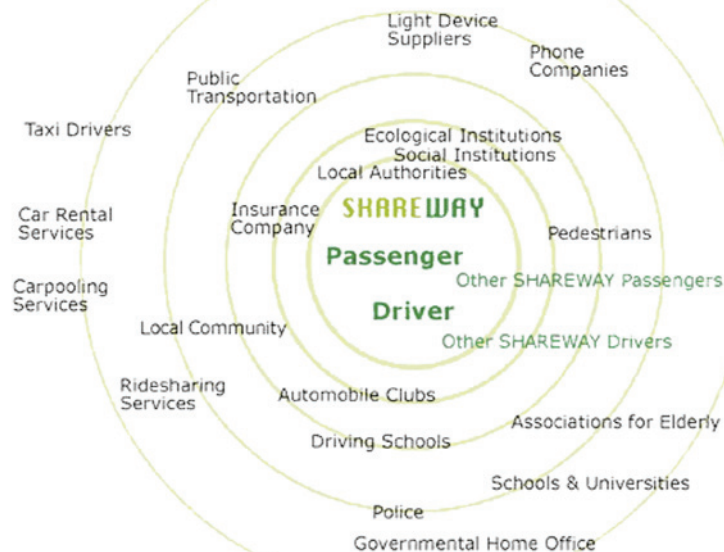 Light Device
Suppliers
Phone
Companies
Public
Transportation
Taxi Drivers
Ecological Institutions
Social Institutions
Local Authorities
Car Rental
Services
Insurance
Company
SHAREWAY
Pedestrians
Passenger
Other SHAREWAY Passengers
Carpooling
Services
Driver
Local Community
Other SHAREWAY Drivers
Ridesharing
Services
Automobile Clubs
Associations for Elderly
Driving Schools
Schools & Universities
Police
Governmental Home Office